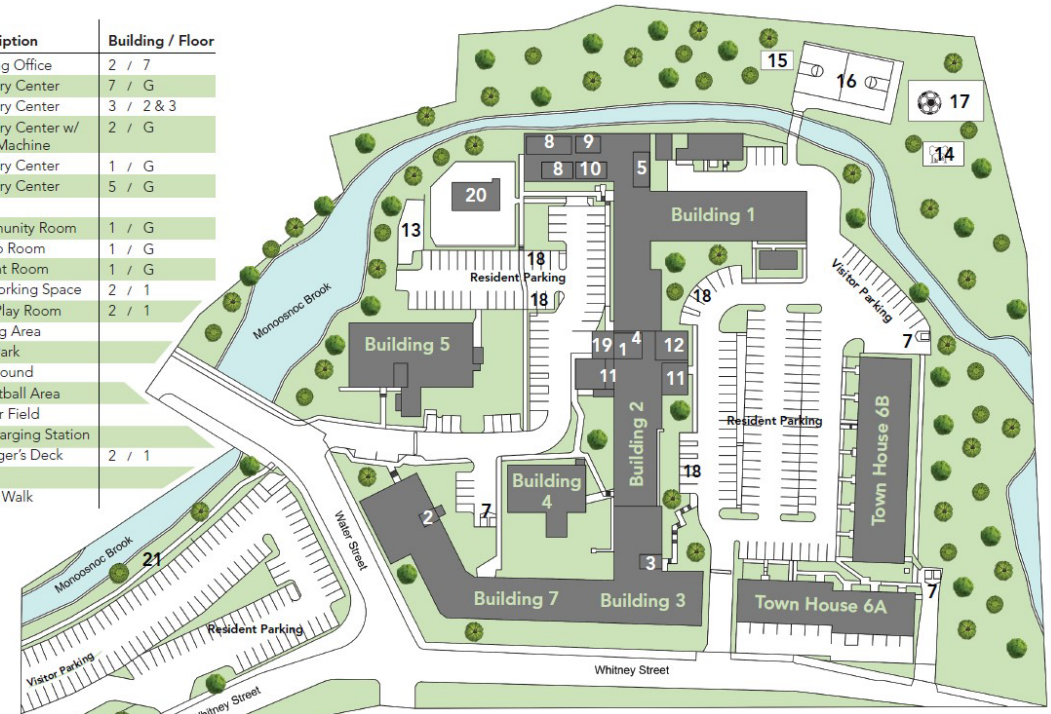 iption Building / Floor
g Office 2 / 7
ry Center 7 / G
ry Center 3 / 2 & 3
ry Center w/ 2 / G
Machine
ry Center 1 / G
ry Center 5 / G
unity Room 1 / G
o Room 1 / G
t Room 1 / G
orking Space 2 / 1
Play Room 2 / 1
g Area
ark
ound
tball Area
r Field
arging Station
ger's Deck 2 / 1
Walk
15
16
17
14
8 9
8 10
5
20
Building 1
13
18
Resident Parking
18
18
Visitor Parking
Monoosnoc Brook
7
Building 5
19 1 4 12
11
11
Resident Parking
Building 2
Town House 6B
18
Building
4
7
2
Water Street
Monoosnoc Brook
21
3
7
Building 7
Building 3
Town House 6A
Resident Parking
Visitor Parking
Whitney Street
hitney Street